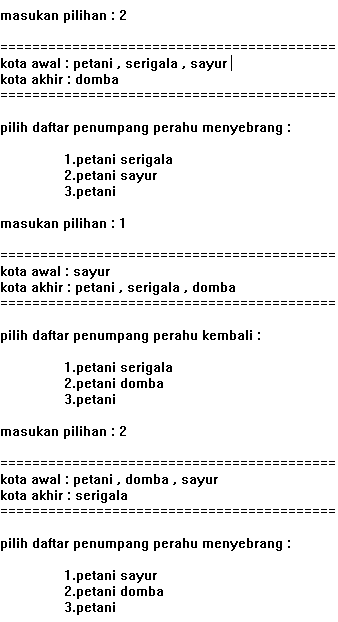 masukan pilihan : 2
==========================================
kota awal : petani , serigala , sayur
kota akhir : domba
==========================================
pilih daftar penumpang perahu menyebrang :
1.petani serigala
2.petani sayur
3.petani
masukan pilihan : 1
==========================================
kota awal : sayur
kota akhir : petani , serigala , domba
==========================================
pilih daftar penumpang perahu kembali :
1.petani serigala
2.petani domba
3.petani
masukan pilihan : 2
==========================================
kota awal : petani , domba , sayur
kota akhir : serigala
==========================================
pilih daftar penumpang perahu menyebrang :
1.petani sayur
2.petani domba
3.petani